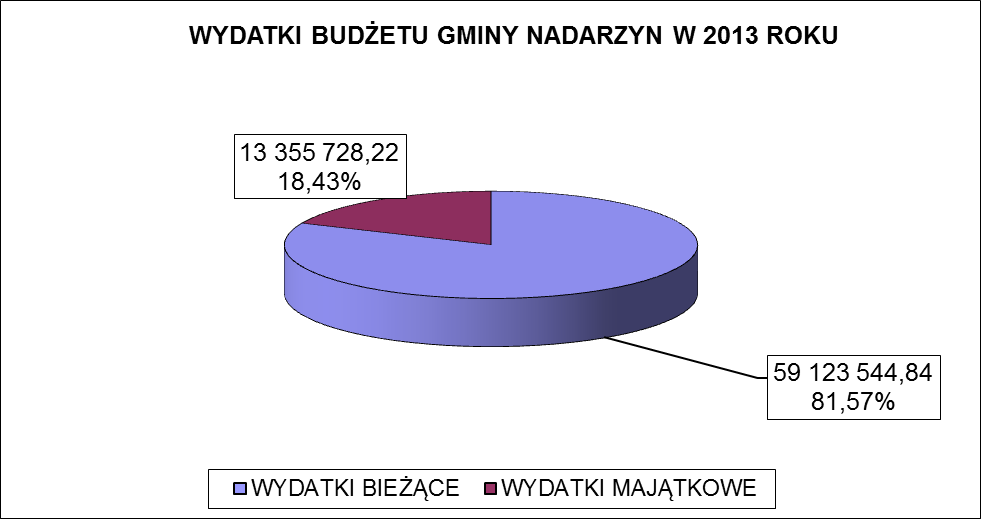 WYDATKI BUDŻETU GMINY NADARZYN W 2013 ROKU
13 355 728,22
18,43%
59 123 544,84
81,57%
WYDATKI BIEŻĄCE
WYDATKI MAJĄTKOWE